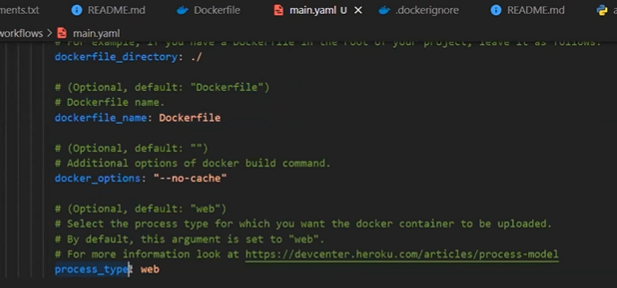 ments.txt README.md Dockerfile main.yaml U .dockerignore README.md
workflows > main.yaml
# For example, if you have a Dockerfile in the root of your project, leave it as follows:
dockerfile_directory: ./
# (Optional, default: "Dockerfile")
# Dockerfile name.
dockerfile_name: Dockerfile
# (Optional, default: "")
# Additional options of docker build command.
docker_options: "--no-cache"
# (Optional, default: "web")
# Select the process type for which you want the docker container to be uploaded.
# By default, this argument is set to "web".
# For more information look at https://devcenter.heroku.com/articles/process-model
process_type: web